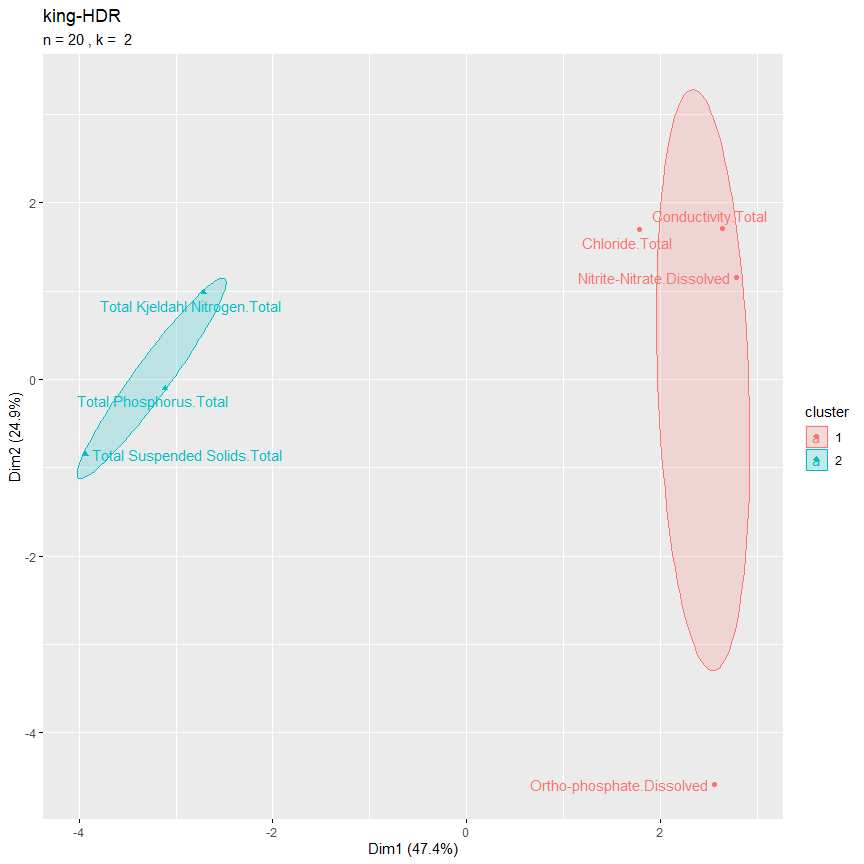 king-HDR
n = 20 , k =  2
2
0
-2
-4
Dim2 (24.9%)
Conductivity.Total
Chloride.Total
Nitrite-Nitrate.Dissolved
Total Kjeldahl Nitrogen.Total
Total Phosphorus.Total
Total Suspended Solids.Total
Ortho-phosphate.Dissolved
-4
-2
0
2
Dim1 (47.4%)
cluster
a 1
a 2